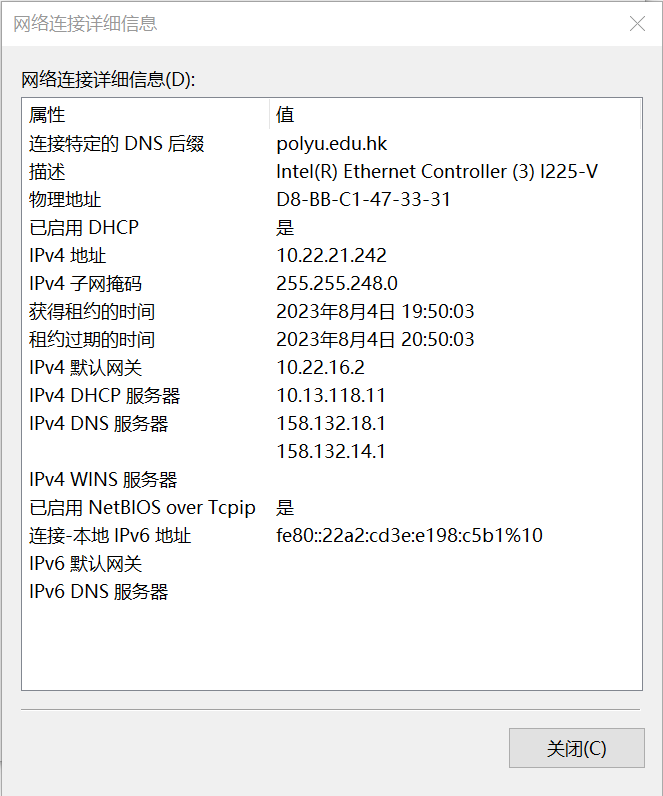 网络连接详细信息
网络连接详细信息(D):
属性 值
连接特定的 DNS 后缀 polyu.edu.hk
描述 Intel(R) Ethernet Controller (3) I225-V
物理地址 D8-BB-C1-47-33-31
已启用 DHCP 是
IPv4 地址 10.22.21.242
IPv4 子网掩码 255.255.248.0
获得租约的时间 2023年8月4日 19:50:03
租约过期的时间 2023年8月4日 20:50:03
IPv4 默认网关 10.22.16.2
IPv4 DHCP 服务器 10.13.118.11
IPv4 DNS 服务器 158.132.18.1
158.132.14.1
IPv4 WINS 服务器
已启用 NetBIOS over Tcpip 是
连接-本地 IPv6 地址 fe80::22a2:cd3e:e198:c5b1%10
IPv6 默认网关
IPv6 DNS 服务器
关闭(C)